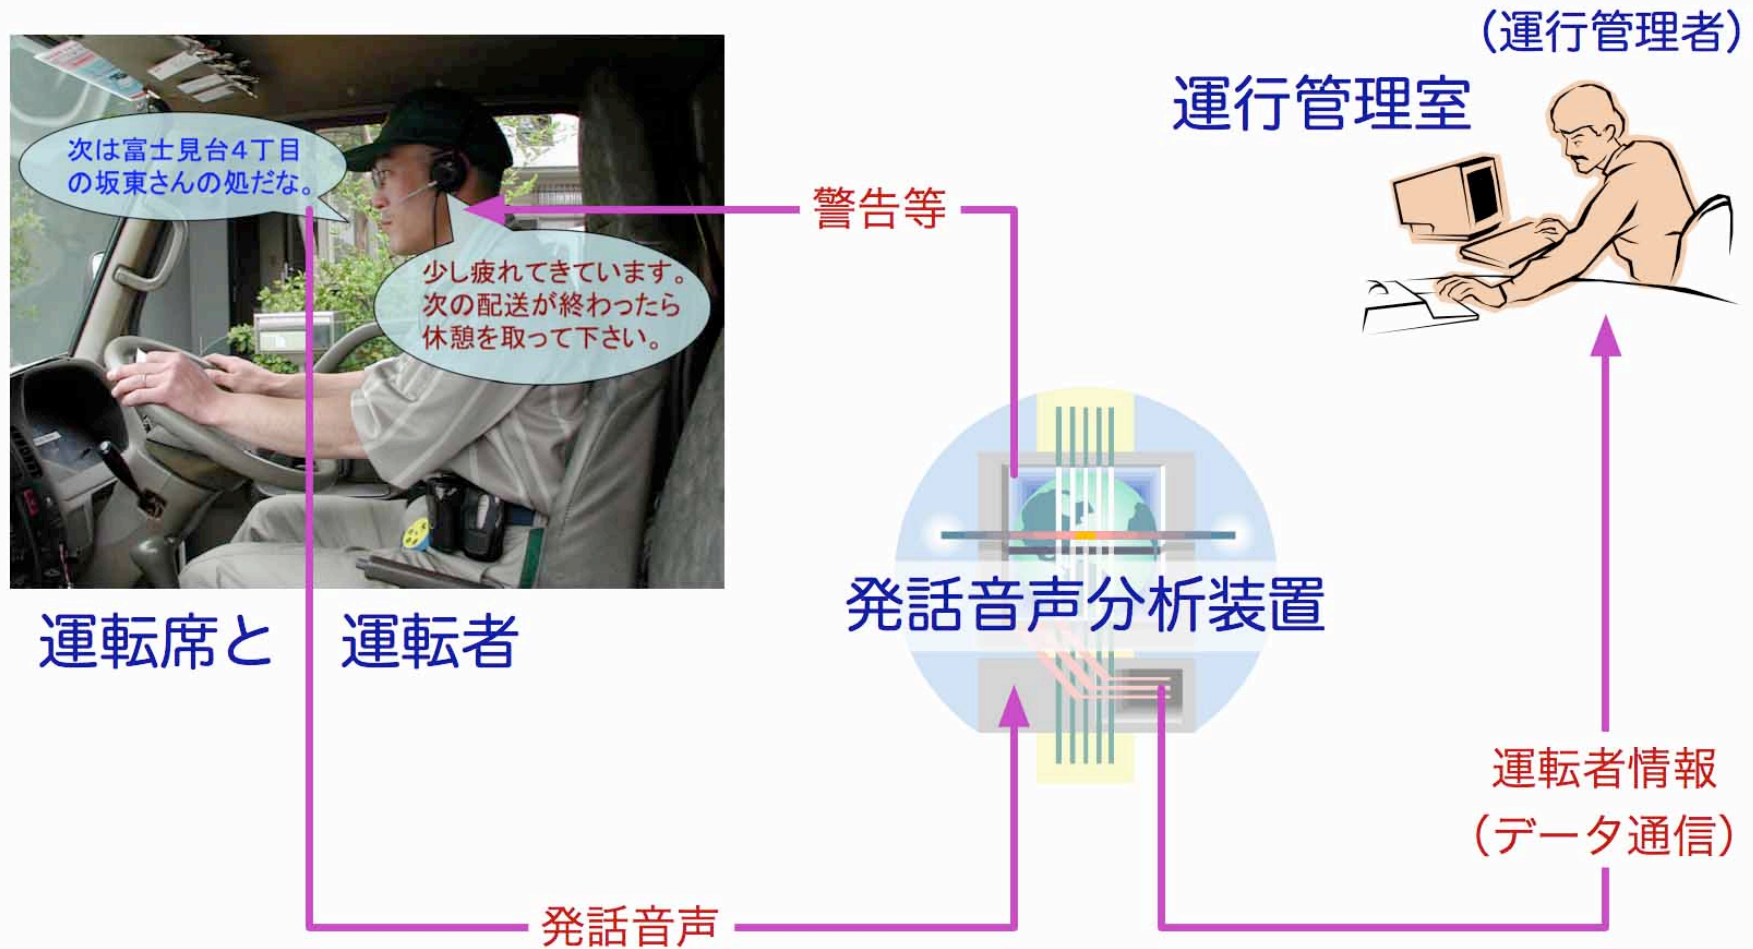 （運行管理者）
運行管理室
次は富士見台4丁目
の坂東さんの処だな。
警告等
少し疲れてきています。
次の配送が終わったら
休憩を取って下さい。
発話音声分析装置
運転席と 運転者
運転者情報
（データ通信）
発話音声